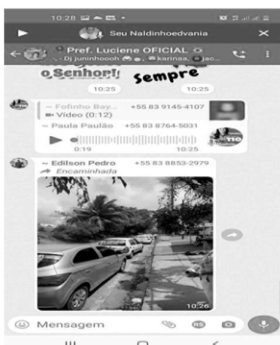 10:28
Seu Naldinhoedvania
Pref. Luciene OFICIAL
Dj juninhoooh karinaa
o Senhor!,
sempre
10:25
10:25
~ Fofinho Bay... +55 83 9145-4107
Vídeo (0:12)
~ Paula Paulão +55 83 8764-5031
0:19 10:25
~ Edilson Pedro +55 83 8853-2979
Encaminhada
10:26
Mensagem